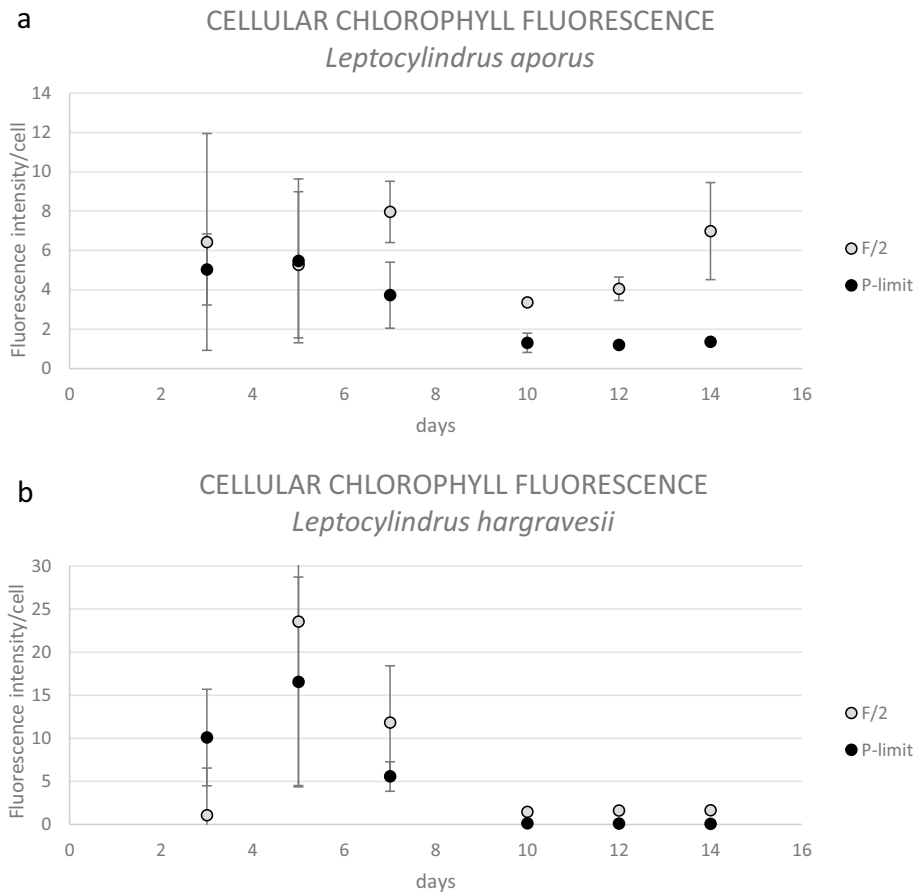 a
CELLULAR CHLOROPHYLL FLUORESCENCE
Leptocylindrus aporus
Fluorescence intensity/cell
14
12
10
8
6
4
2
0
0 2 4 6 8 10 12 14 16
days
F/2
P-limit
b
CELLULAR CHLOROPHYLL FLUORESCENCE
Leptocylindrus hargravesii
Fluorescence intensity/cell
30
25
20
15
10
5
0
0 2 4 6 8 10 12 14 16
days
F/2
P-limit